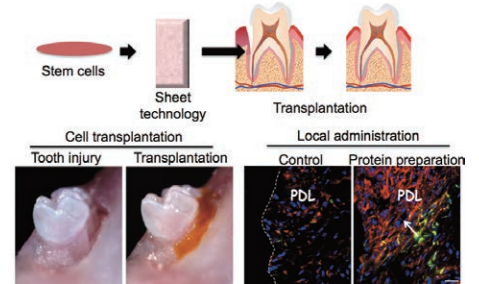 Stem cells
Sheet
technology
Transplantation
Cell transplantation
Tooth injury
Transplantation
Local administration
Control
Protein preparation
PDL
PDL